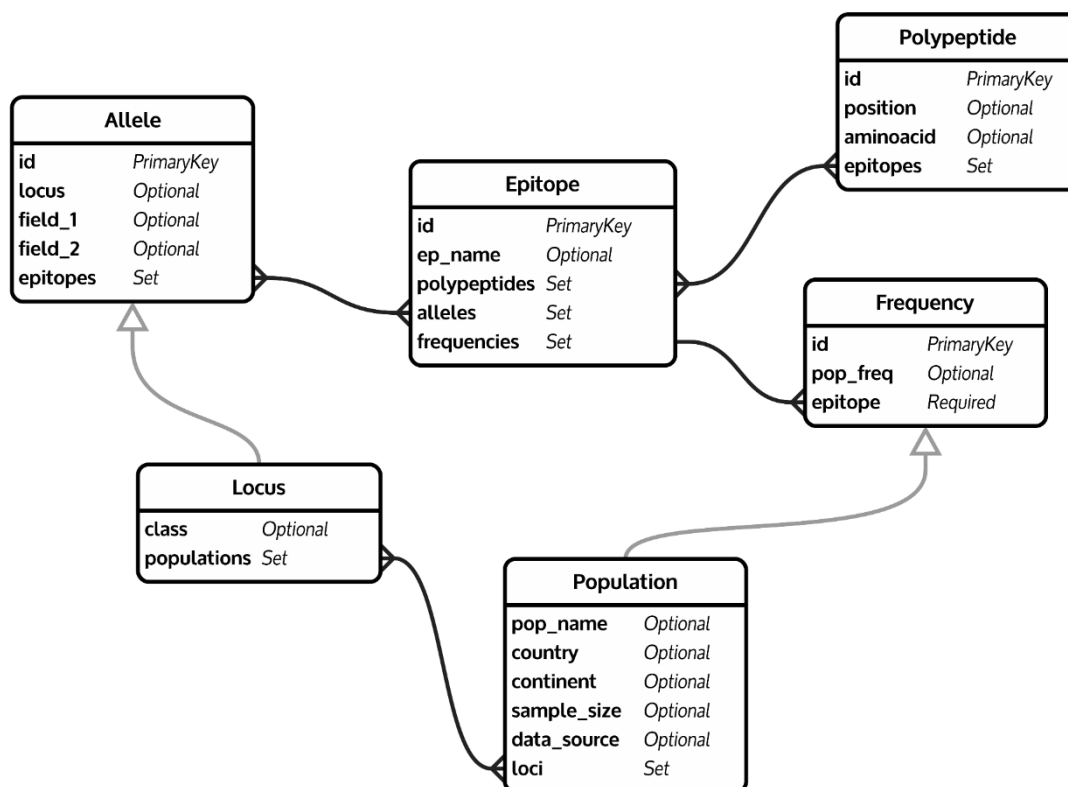 Polypeptide
id PrimaryKey
position Optional
aminoacid Optional
epitopes Set
Allele
id PrimaryKey
locus Optional
field_1 Optional
field_2 Optional
epitopes Set
Epitope
id PrimaryKey
ep_name Optional
polypeptides Set
alleles Set
frequencies Set
Frequency
id PrimaryKey
pop_freq Optional
epitope Required
Locus
class Optional
populations Set
Population
pop_name Optional
country Optional
continent Optional
sample_size Optional
data_source Optional
loci Set